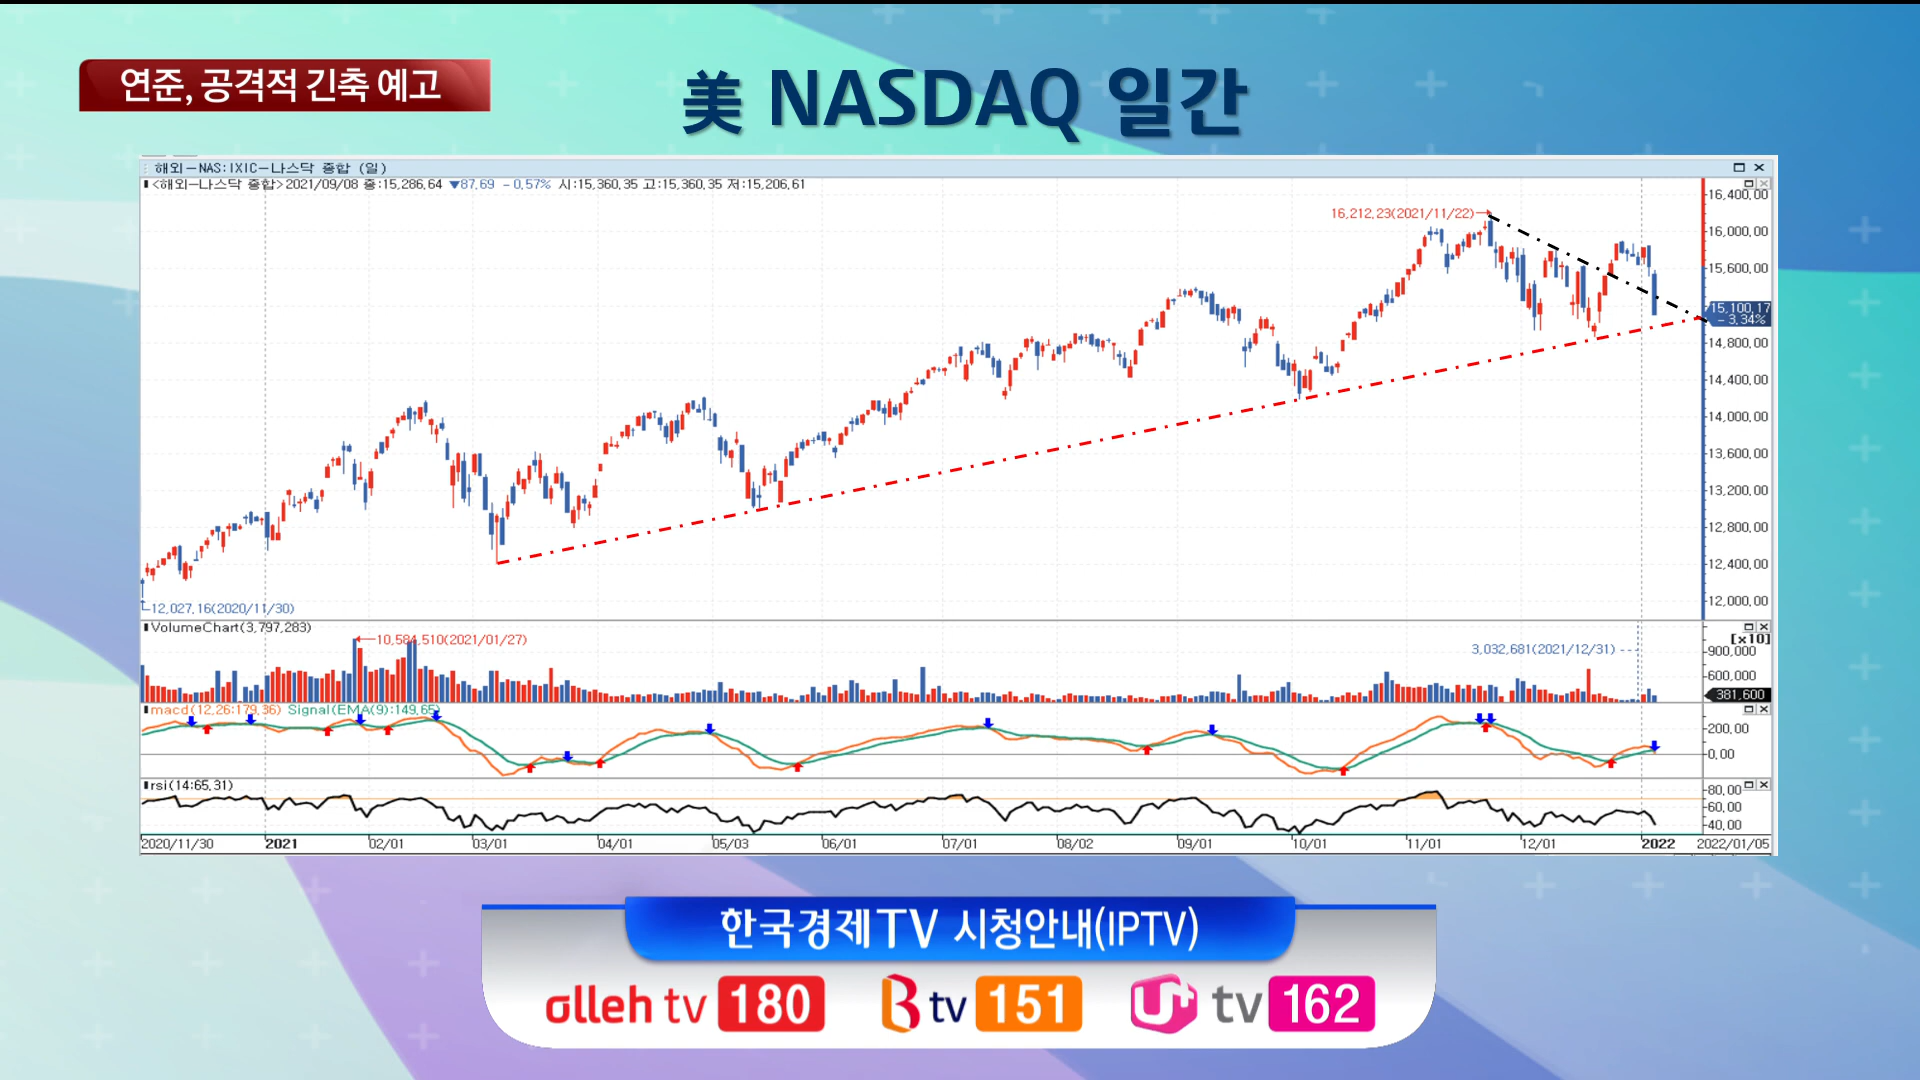 연준, 공격적 긴축 예고
美 NASDAQ 일간
해외-NAS:IXIC-나스닥 종합 (일)
<해외-나스닥 종합>2021/09/08 종:15,286,64 ▼87,69 -0,57% 시:15,360,35 고:15,360,35 저:15,206,61
16,212,23(2021/11/22)
16,400,00
16,000,00
15,600,00
15,100,17
-3,34%
14,800,00
14,400,00
14,000,00
13,600,00
13,200,00
12,800,00
12,400,00
12,000,00
12,027,16(2020/11/30)
VolumeChart(3,797,283)
10,584,510(2021/01/27)
3,032,681(2021/12/31)
[x10]
900,000
600,000
381,600
macd(12,26:179,36) Signal(EMA(9):149,65)
200,00
0,00
rsi(14:65,31)
80,00
60,00
40,00
2020/11/30 2021 02/01 03/01 04/01 05/03 06/01 07/01 08/02 09/01 10/01 11/01 12/01 2022 2022/01/05
한국경제TV 시청안내(IPTV)
olleh tv 180 B tv 151 U+ tv 162